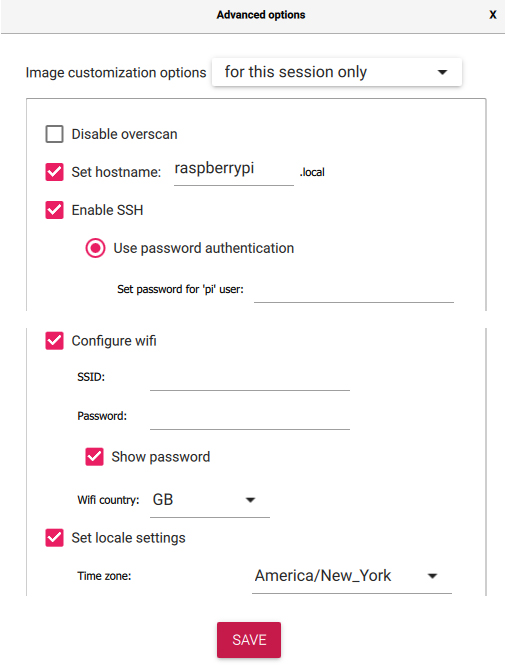 Advanced options X
Image customization options for this session only
Disable overscan
Set hostname: raspberrypi .local
Enable SSH
Use password authentication
Set password for 'pi' user:
Configure wifi
SSID:
Password:
Show password
Wifi country: GB
Set locale settings
Time zone: America/New_York
SAVE